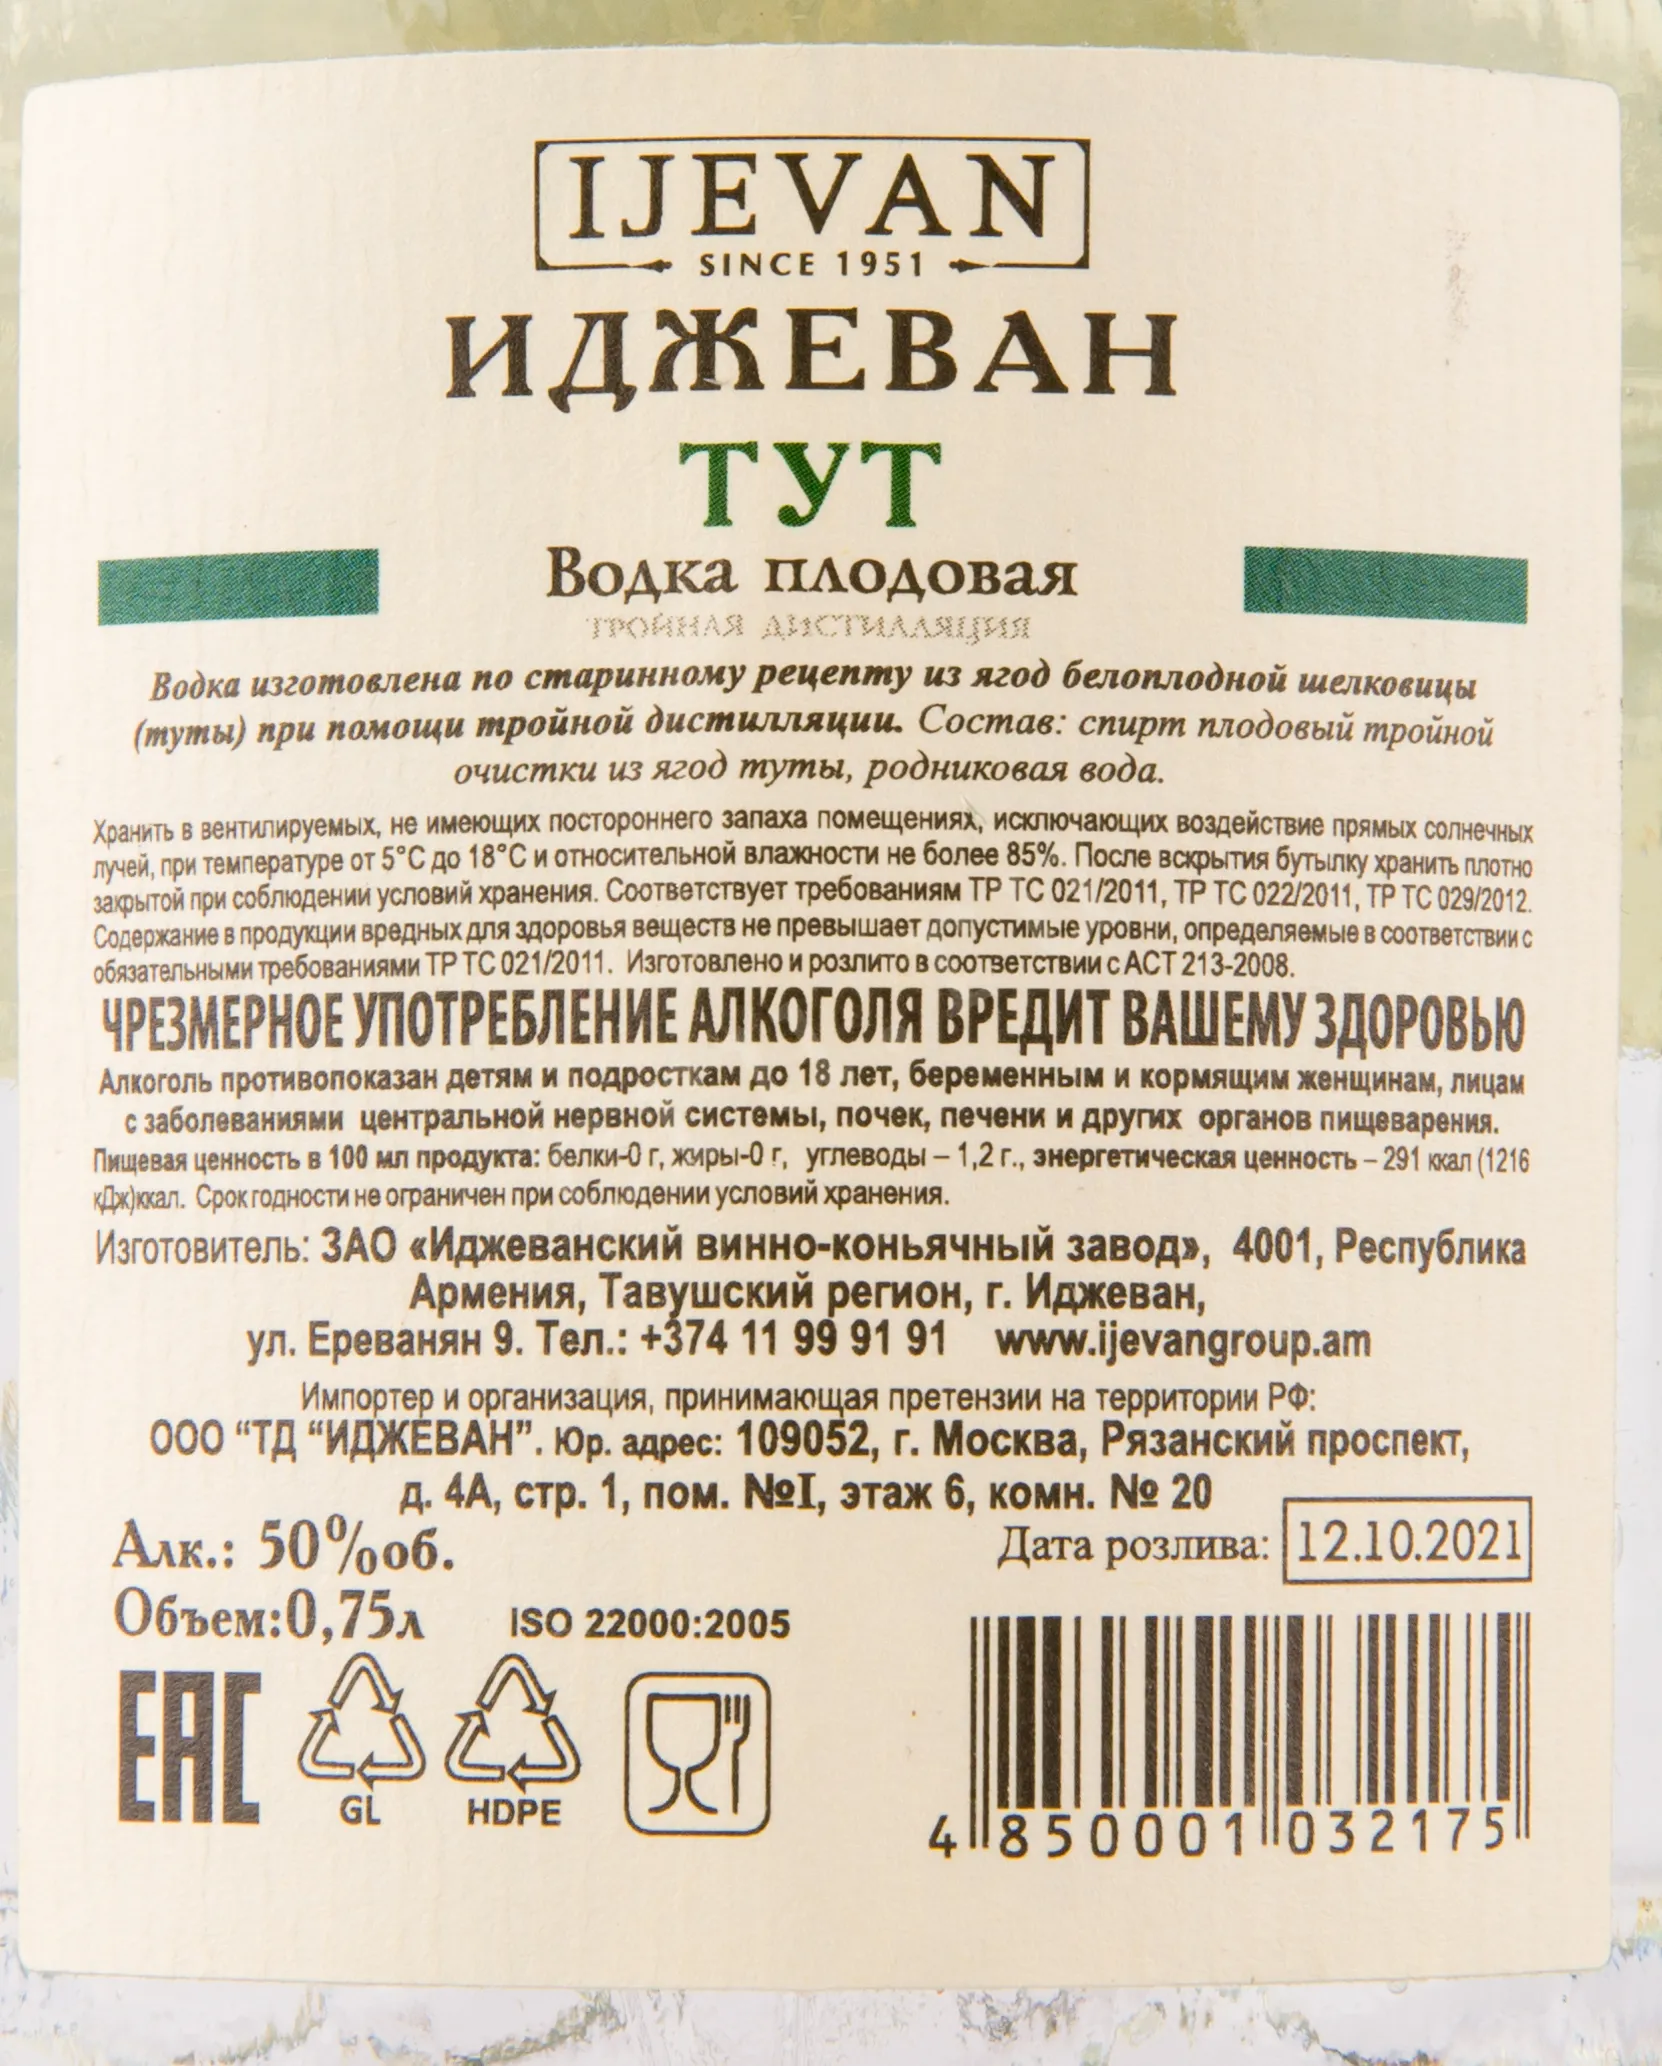 IJEVAN
SINCE 1951
ИДЖЕВАН
ТУТ
Водка плодовая
ТРОЙНАЯ ДИСТИЛЛЯЦИЯ
Водка изготовлена по старинному рецепту из ягод белоплодной шелковицы
(туты) при помощи тройной дистилляции. Состав: спирт плодовый тройной
очистки из ягод туты, родниковая вода.
Хранить в вентилируемых, не имеющих постороннего запаха помещениях, исключающих воздействие прямых солнечных
лучей, при температуре от 5°C до 18°C и относительной влажности не более 85%. После вскрытия бутылку хранить плотно
закрытой при соблюдении условий хранения. Соответствует требованиям ТР ТС 021/2011, ТР ТС 022/2011, ТР ТС 029/2012.
Содержание в продукции вредных для здоровья веществ не превышает допустимые уровни, определяемые в соответствии с
обязательными требованиями ТР ТС 021/2011. Изготовлено и розлито в соответствии с АСТ 213-2008.
ЧРЕЗМЕРНОЕ УПОТРЕБЛЕНИЕ АЛКОГОЛЯ ВРЕДИТ ВАШЕМУ ЗДОРОВЬЮ
Алкоголь противопоказан детям и подросткам до 18 лет, беременным и кормящим женщинам, лицам
с заболеваниями центральной нервной системы, почек, печени и других органов пищеварения.
Пищевая ценность в 100 мл продукта: белки-0 г, жиры-0 г, углеводы – 1,2 г., энергетическая ценность – 291 ккал (1216
кДж)ккал. Срок годности не ограничен при соблюдении условий хранения.
Изготовитель: ЗАО «Иджеванский винно-коньячный завод», 4001, Республика
Армения, Тавушский регион, г. Иджеван,
ул. Ереванян 9. Тел.: +374 11 99 91 91 www.ijevangroup.am
Импортер и организация, принимающая претензии на территории РФ:
ООО "ТД "ИДЖЕВАН". Юр. адрес: 109052, г. Москва, Рязанский проспект,
д. 4А, стр. 1, пом. №I, этаж 6, комн. № 20
Алк.: 50%об.
Дата розлива: 12.10.2021
Объем:0,75л
ISO 22000:2005
EAC
GL
HDPE
4 850001 032175